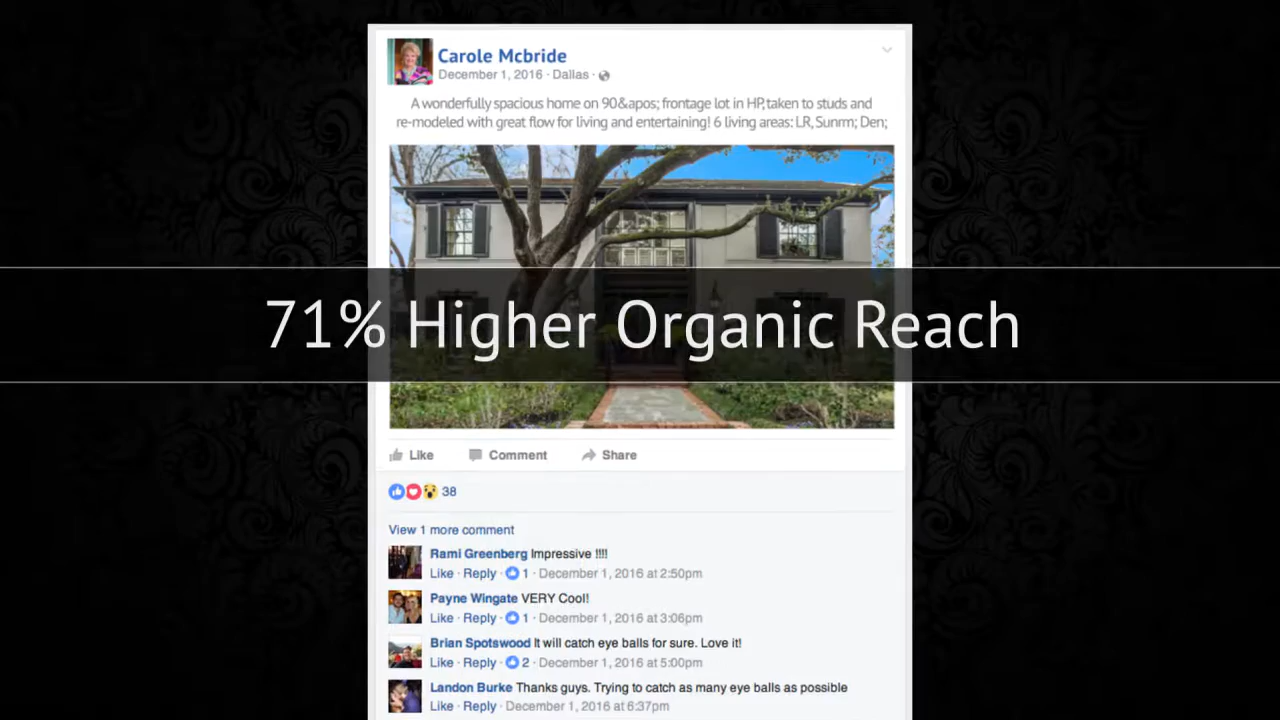 Carole Mcbride
December 1, 2016 · Dallas ·
A wonderfully spacious home on 90&apos; frontage lot in HP,taken to studs and
re-modeled with great flow for living and entertaining! 6 living areas: LR, Sunrm; Den;
71% Higher Organic Reach
Like Comment Share
38
View 1 more comment
Rami Greenberg Impressive !!!!
Like · Reply · 1 · December 1, 2016 at 2:50pm
Payne Wingate VERY Cool!
Like · Reply · 1 · December 1, 2016 at 3:06pm
Brian Spotswood It will catch eye balls for sure. Love it!
Like · Reply · 2 · December 1, 2016 at 5:00pm
Landon Burke Thanks guys. Trying to catch as many eye balls as possible
Like · Reply · December 1, 2016 at 6:37pm